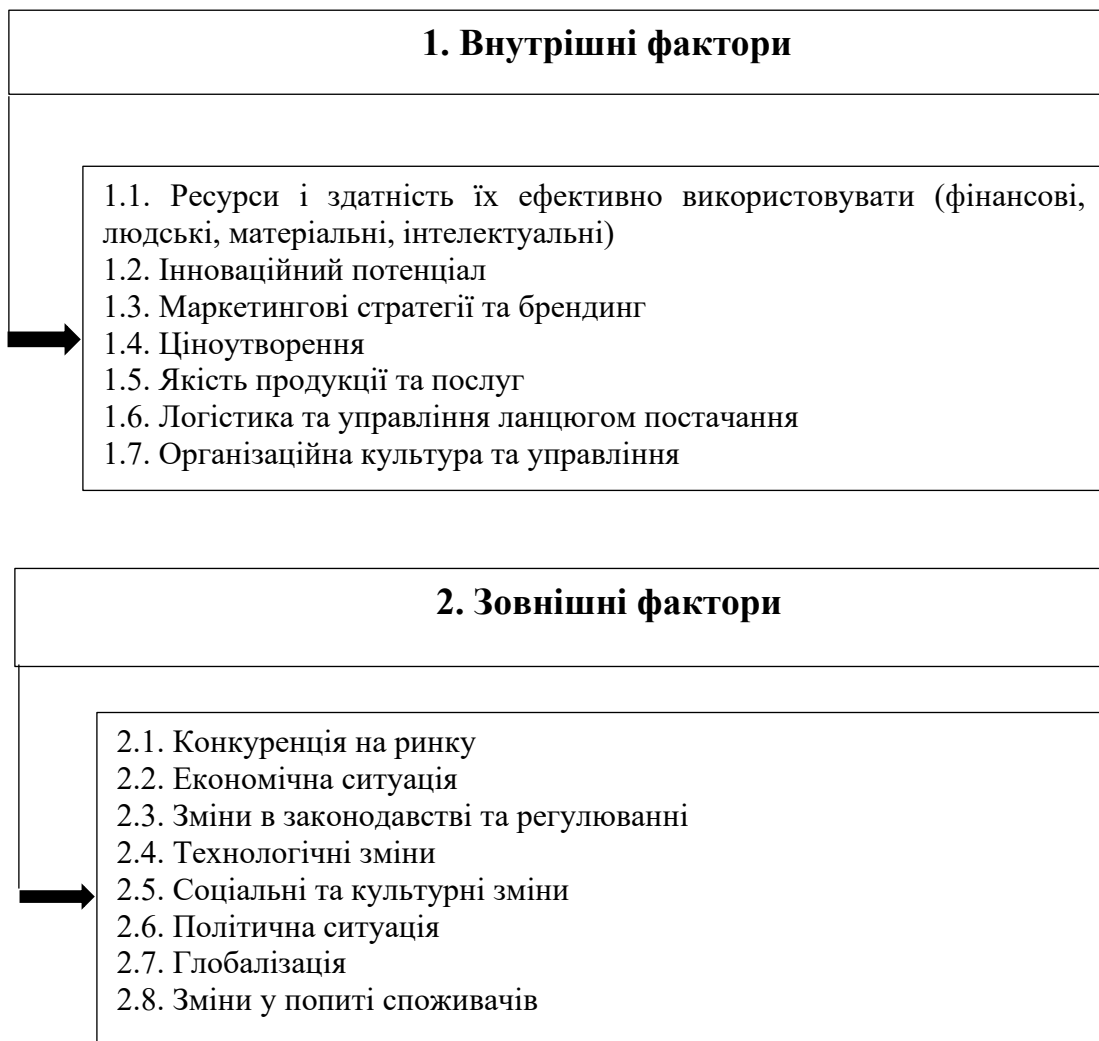 1. Внутрішні фактори
1.1. Ресурси і здатність їх ефективно використовувати (фінансові,
людські, матеріальні, інтелектуальні)
1.2. Інноваційний потенціал
1.3. Маркетингові стратегії та брендинг
1.4. Ціноутворення
1.5. Якість продукції та послуг
1.6. Логістика та управління ланцюгом постачання
1.7. Організаційна культура та управління
2. Зовнішні фактори
2.1. Конкуренція на ринку
2.2. Економічна ситуація
2.3. Зміни в законодавстві та регулюванні
2.4. Технологічні зміни
2.5. Соціальні та культурні зміни
2.6. Політична ситуація
2.7. Глобалізація
2.8. Зміни у попиті споживачів